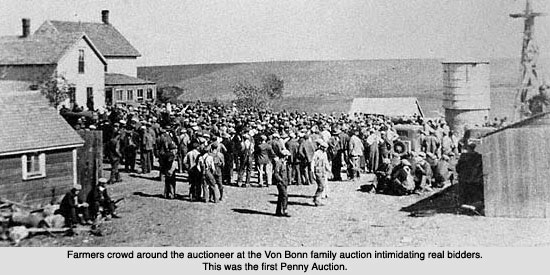 Farmers crowd around the auctioneer at the Von Bonn family auction intimidating real bidders.
This was the first Penny Auction.